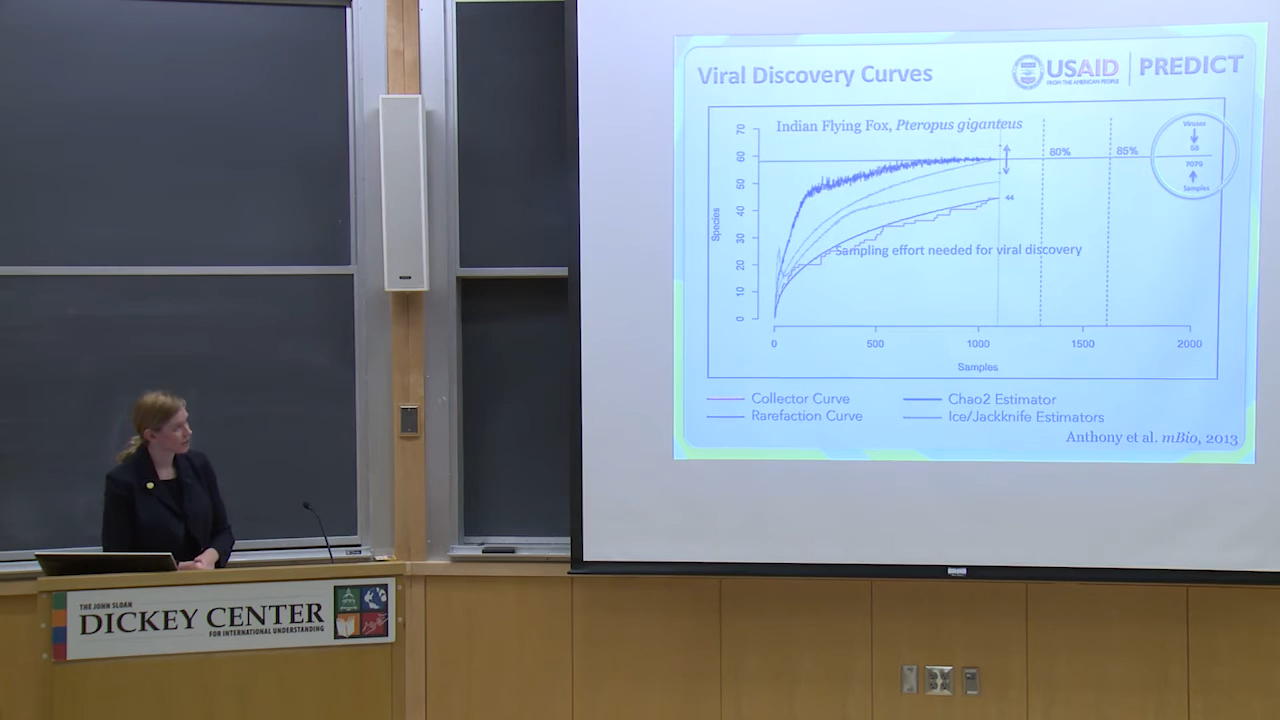 Viral Discovery Curves
USAID
FROM THE AMERICAN PEOPLE
PREDICT
Indian Flying Fox, Pteropus giganteus
70
60
50
40
30
20
10
0
Species
80%
85%
Viruses
58
7079
Samples
44
Sampling effort needed for viral discovery
0
500
1000
1500
2000
Samples
Collector Curve
Chao2 Estimator
Rarefaction Curve
Ice/Jackknife Estimators
Anthony et al. mBio, 2013
THE JOHN SLOAN
DICKEY CENTER
FOR INTERNATIONAL UNDERSTANDING